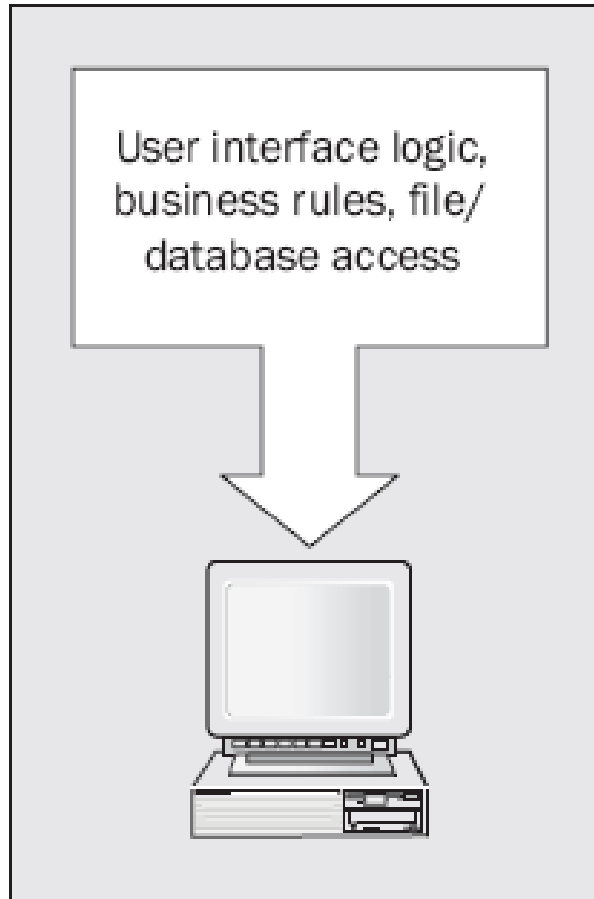 User interface logic,
business rules, file/
database access